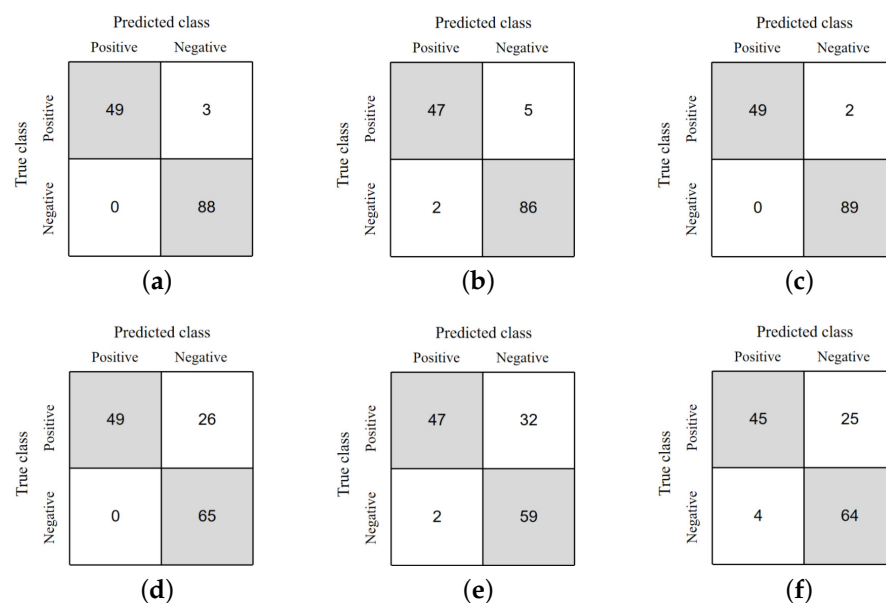 Predicted class
Positive Negative
True class
Positive
Negative
49 3
0 88
(a)
Predicted class
Positive Negative
True class
Positive
Negative
47 5
2 86
(b)
Predicted class
Positive Negative
True class
Positive
Negative
49 2
0 89
(c)
Predicted class
Positive Negative
True class
Positive
Negative
49 26
0 65
(d)
Predicted class
Positive Negative
True class
Positive
Negative
47 32
2 59
(e)
Predicted class
Positive Negative
True class
Positive
Negative
45 25
4 64
(f)